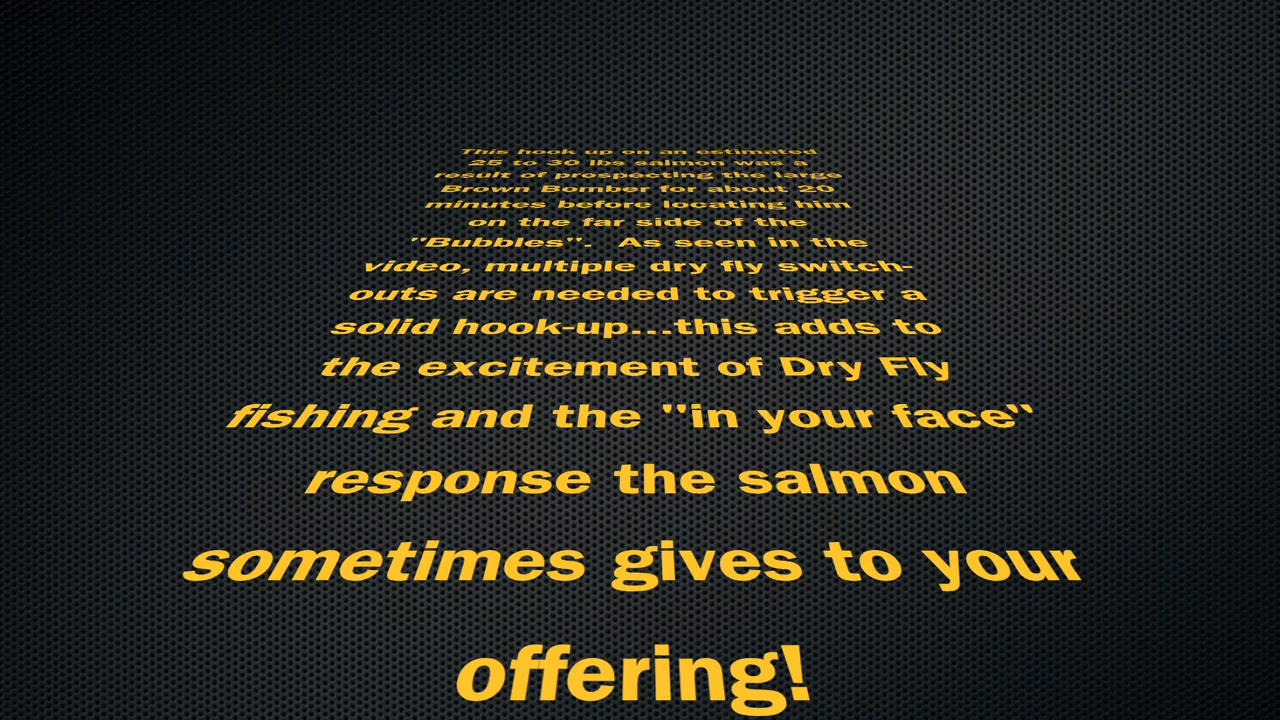 This hook up on an estimated
25 to 30 lbs salmon was a
result of prospecting the large
Brown Bomber for about 20
minutes before locating him
on the far side of the
"Bubbles".  As seen in the
video, multiple dry fly switch-
outs are needed to trigger a
solid hook-up...this adds to
the excitement of Dry Fly
fishing and the "in your face"
response the salmon
sometimes gives to your
offering!